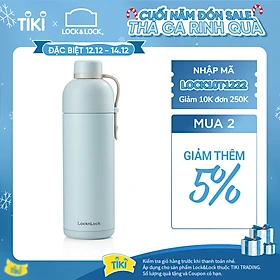 TIKI
LOCK&LOCK
CUỐI NĂM ĐÓN SALE
THẢ GA RINH QUÀ
ĐẶC BIỆT 12.12 - 14.12
NHẬP MÃ
LOCK10T1222
Giảm 10K đơn 250K
MUA 2
GIẢM THÊM
5%
LocknLock
TIKI
Kiểm tra giỏ hàng trước khi thanh toán nhé.
Áp dụng cho sản phẩm Lock&Lock thuộc TIKI TRADING.
Số lượng Quà tặng và Coupon có hạn.